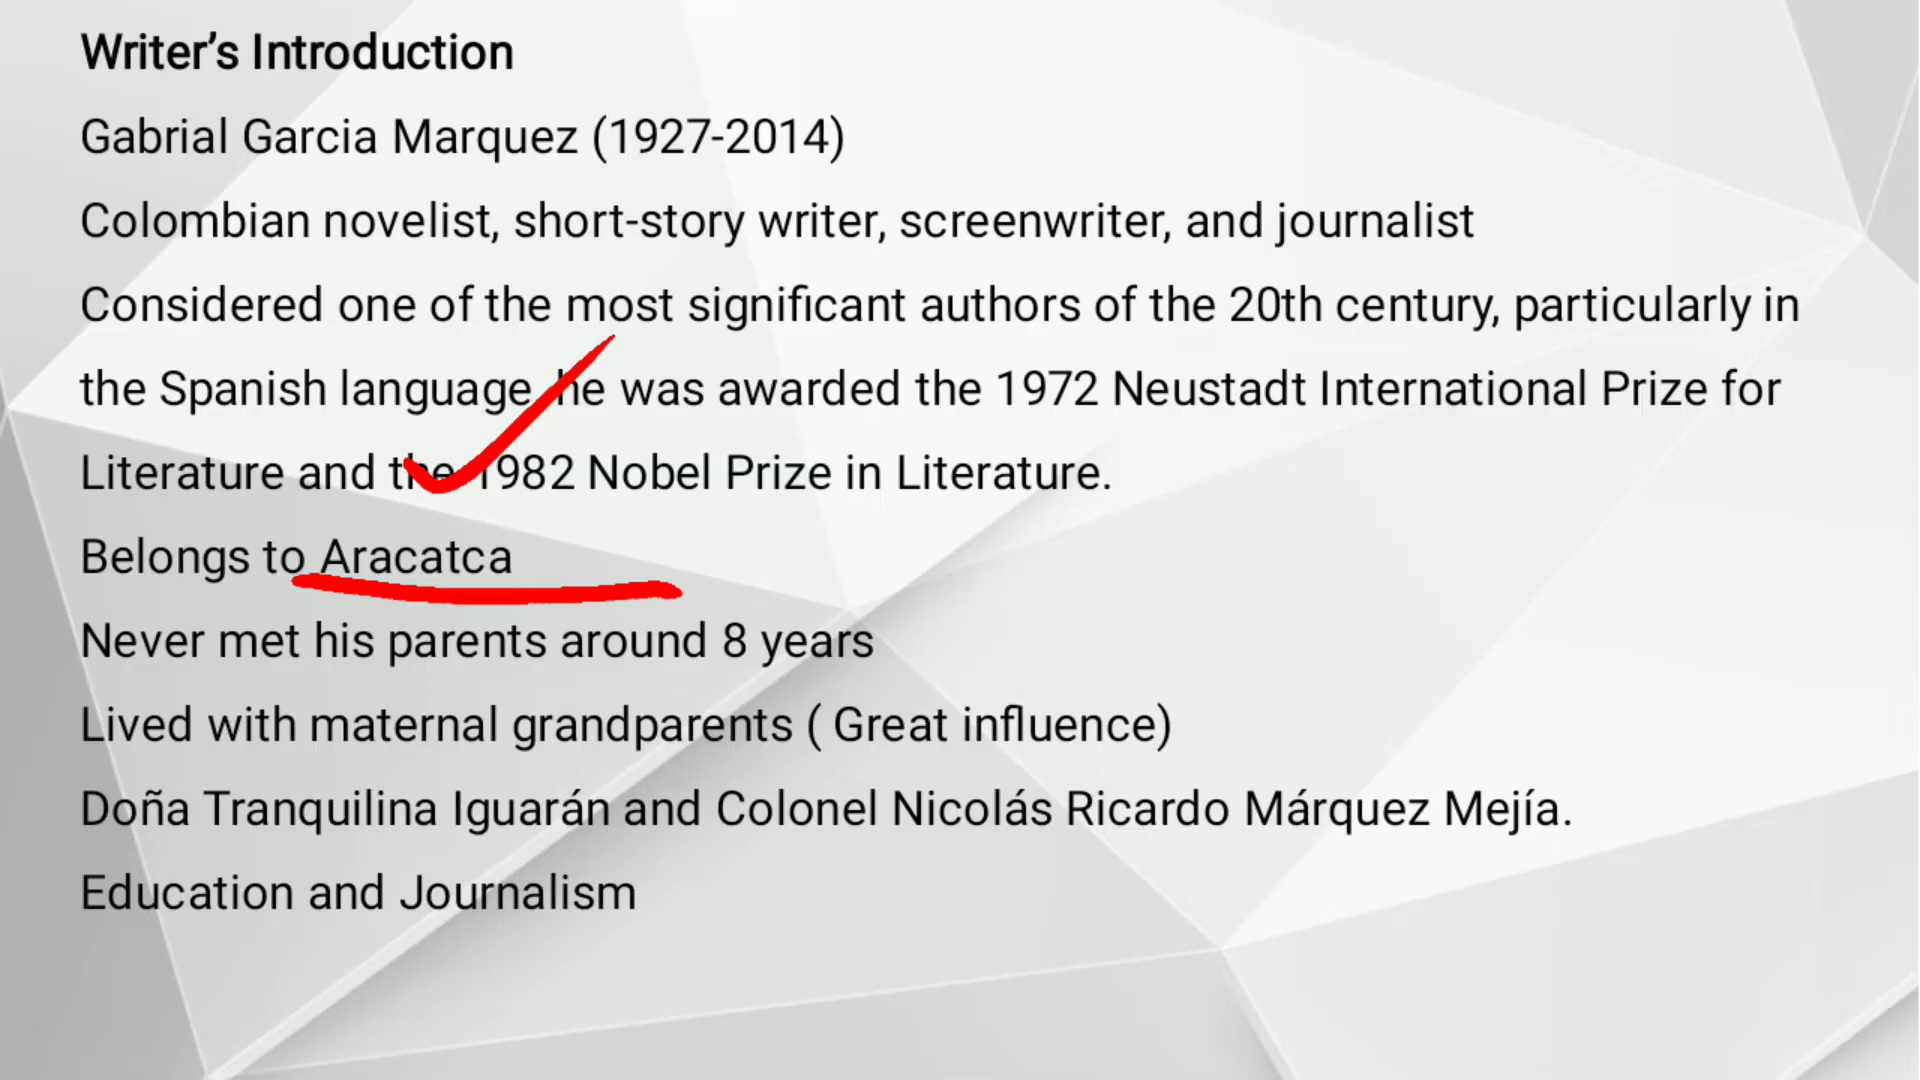 Writer’s Introduction
Gabrial Garcia Marquez (1927-2014)
Colombian novelist, short-story writer, screenwriter, and journalist
Considered one of the most significant authors of the 20th century, particularly in
the Spanish language, he was awarded the 1972 Neustadt International Prize for
Literature and the 1982 Nobel Prize in Literature.
Belongs to Aracatca
Never met his parents around 8 years
Lived with maternal grandparents ( Great influence)
Doña Tranquilina Iguarán and Colonel Nicolás Ricardo Márquez Mejía.
Education and Journalism